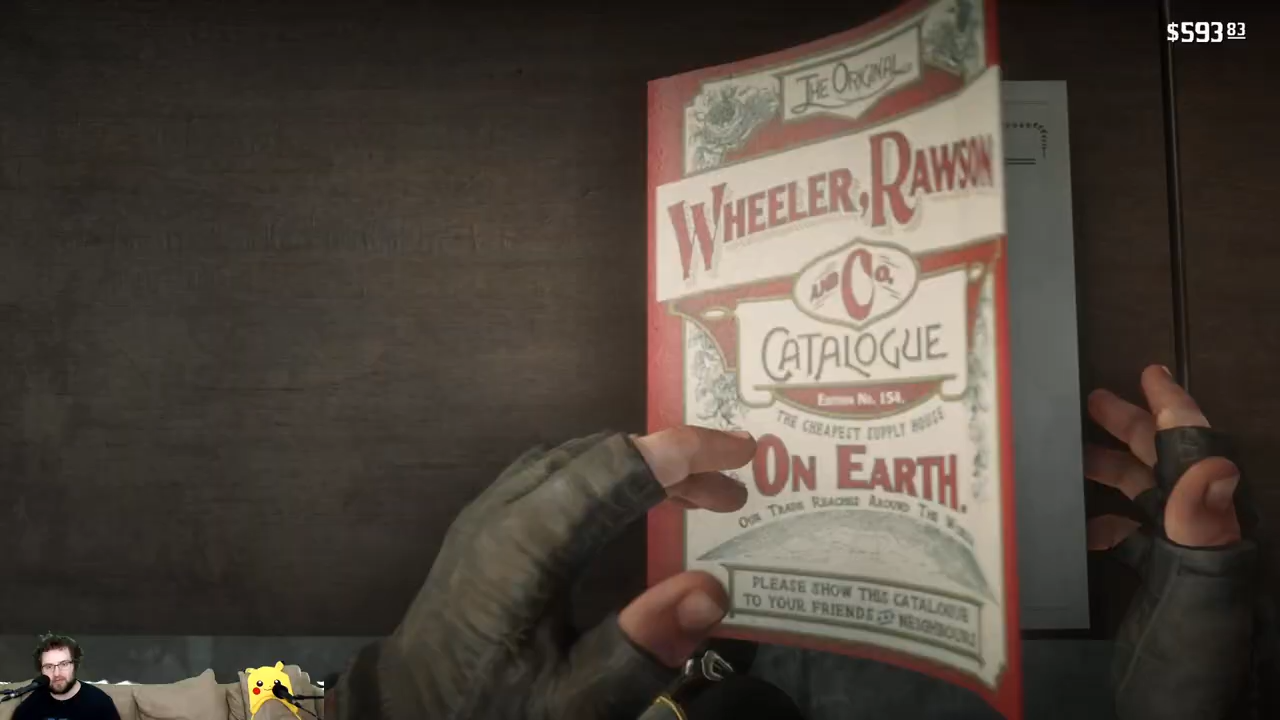 $593 83
THE ORIGINAL
WHEELER, RAWSON
AND CO.
CATALOGUE
EDITION No. 154.
THE CHEAPEST SUPPLY HOUSE
ON EARTH.
OUR TRADE REACHES AROUND THE WORLD
PLEASE SHOW THIS CATALOGUE
TO YOUR FRIENDS AND NEIGHBOURS